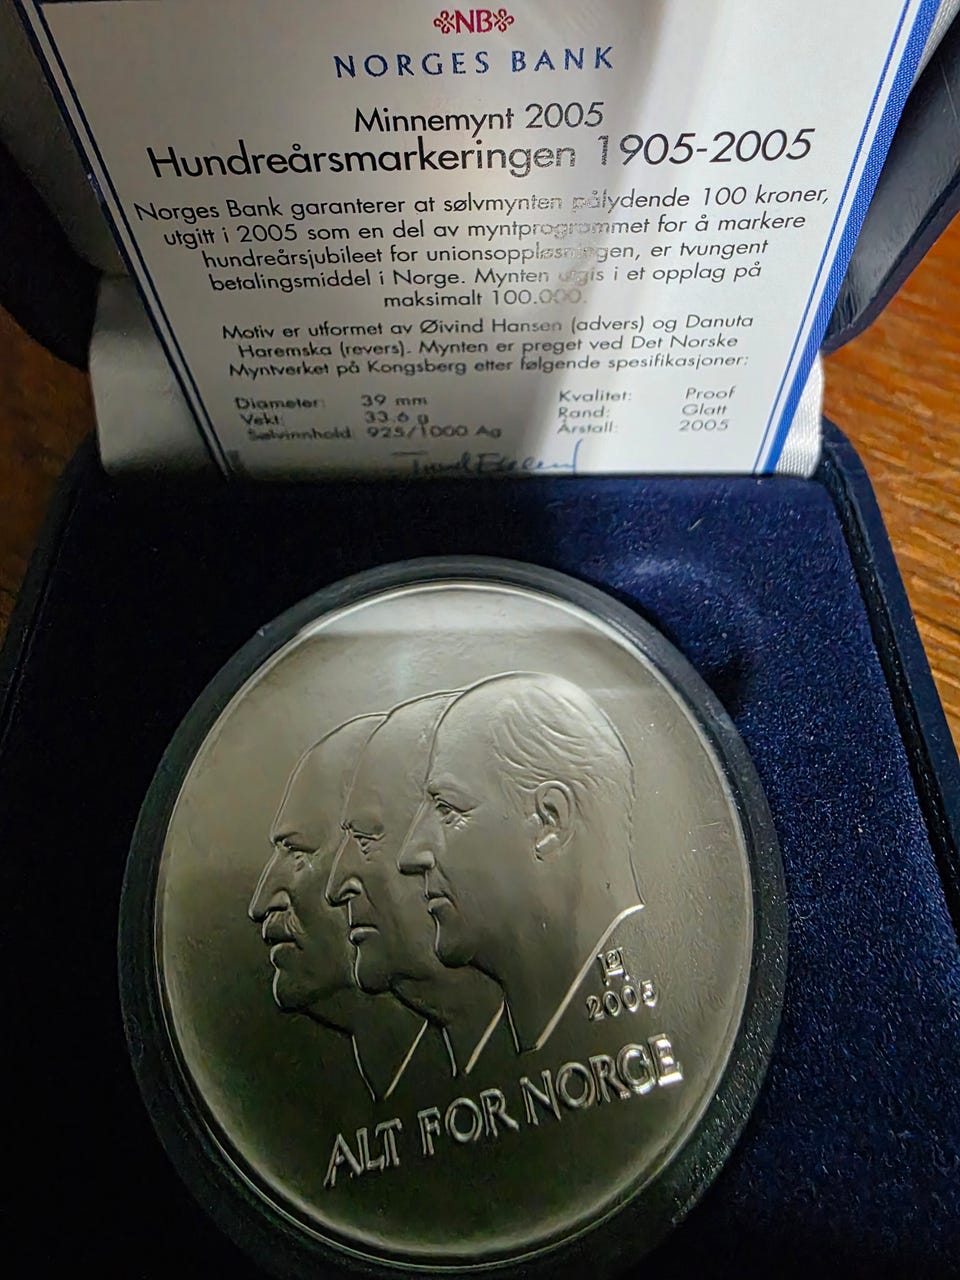 NB
NORGES BANK
Minnemynt 2005
Hundreårsmarkeringen 1905-2005
Norges Bank garanterer at sølvmynten pålydende 100 kroner,
utgitt i 2005 som en del av myntprogrammet for å markere
hundreårsjubileet for unionsoppløsningen, er tvungent
betalingsmiddel i Norge. Mynten utgis i et opplag på
maksimalt 100.000.
Motiv er utformet av Øivind Hansen (advers) og Danuta
Haremska (revers). Mynten er preget ved Det Norske
Myntverket på Kongsberg etter følgende spesifikasjoner:
Diameter: 39 mm Kvalitet: Proof
Vekt: 33.6 g Rand: Glatt
Sølvinnhold: 925/1000 Ag Årstall: 2005
2005
ALT FOR NORGE